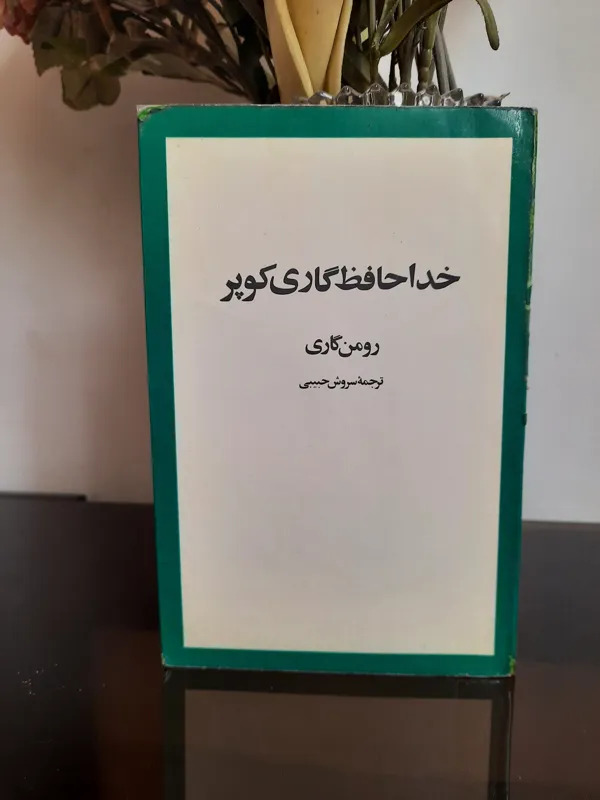 خداحافظ گاری کوپر
رومن گاری
ترجمهٔ سروش حبیبی